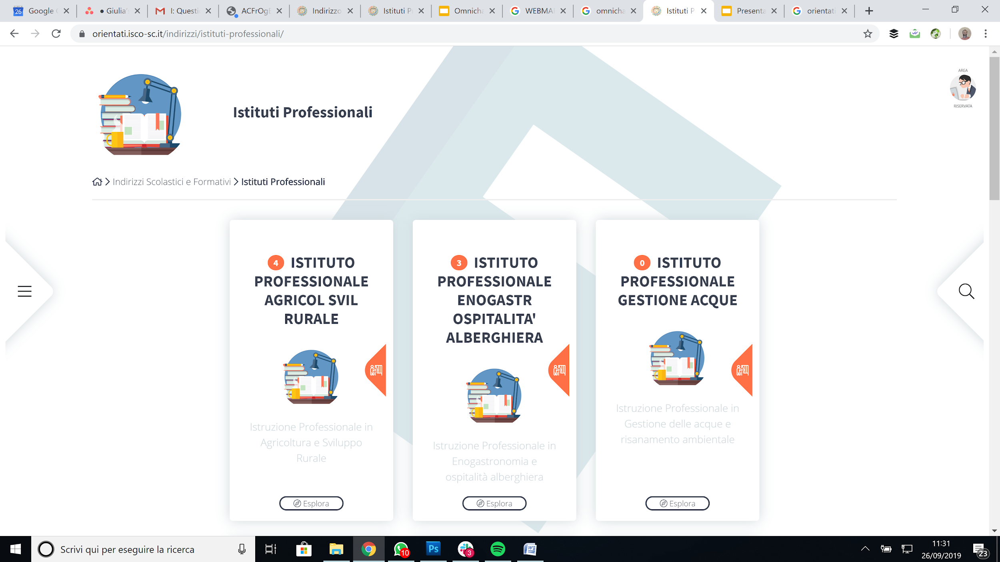 26
Google
Giulia'
I: Questi
ACFrOgE
Indirizzo
Istituti P
Omnicha
WEBMAI
omnicha
Istituti P
Presenta
orientati
orientati.isco-sc.it/indirizzi/istituti-professionali/
AREA
RISERVATA
Istituti Professionali
Indirizzi Scolastici e Formativi
Istituti Professionali
4 ISTITUTO
PROFESSIONALE
AGRICOL SVIL
RURALE
Istruzione Professionale in
Agricoltura e Sviluppo
Rurale
Esplora
3 ISTITUTO
PROFESSIONALE
ENOGASTR
OSPITALITA'
ALBERGHIERA
Istruzione Professionale in
Enogastronomia e
ospitalità alberghiera
Esplora
0 ISTITUTO
PROFESSIONALE
GESTIONE ACQUE
Istruzione Professionale in
Gestione delle acque e
risanamento ambientale
Esplora
Scrivi qui per eseguire la ricerca
10
Ps
3
W
11:31
26/09/2019
23